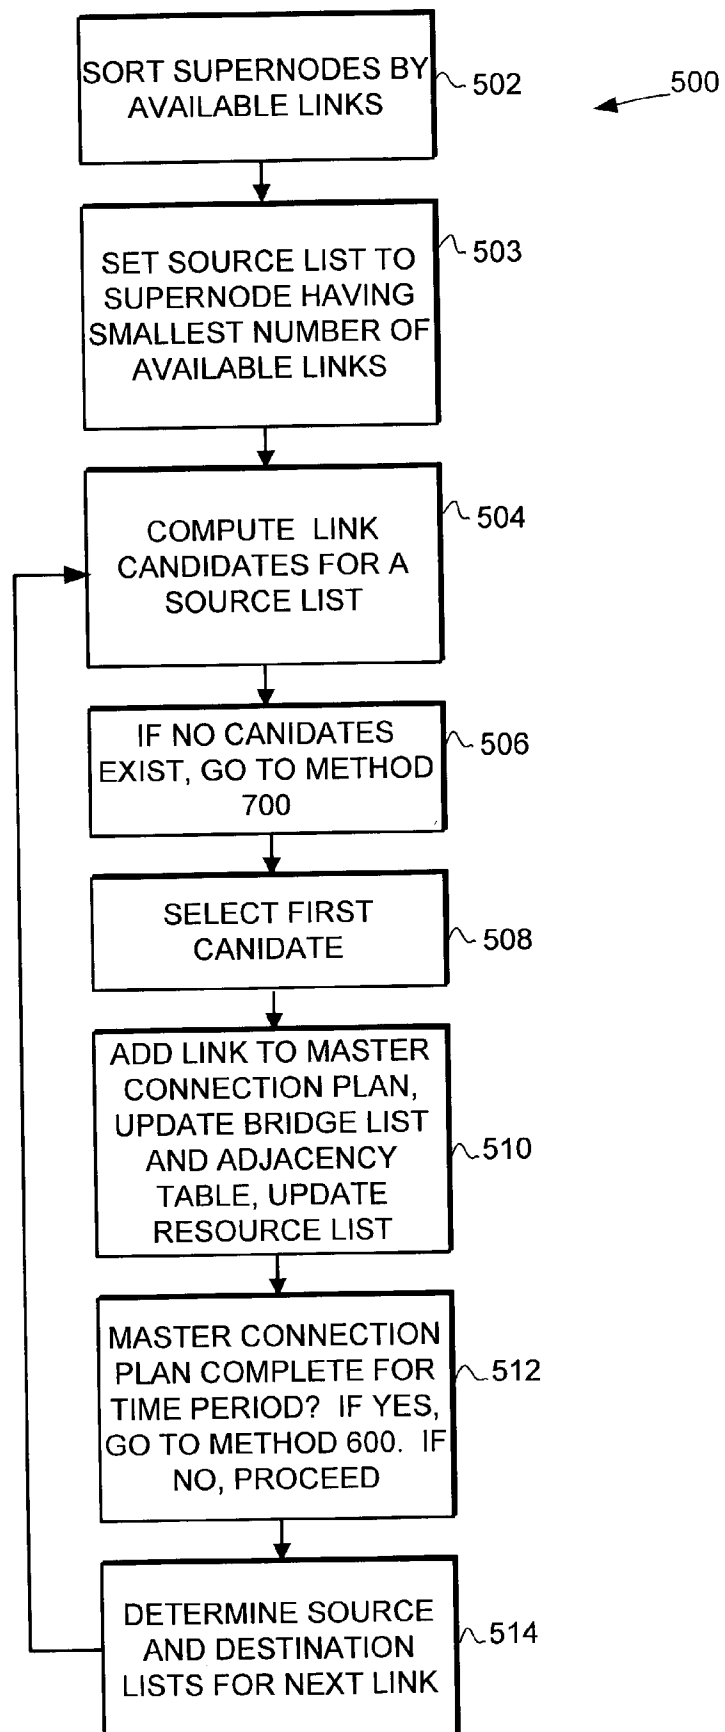 SORT SUPERNODES BY
AVAILABLE LINKS
502
500
SET SOURCE LIST TO
SUPERNODE HAVING
SMALLEST NUMBER OF
AVAILABLE LINKS
503
COMPUTE LINK
CANDIDATES FOR A
SOURCE LIST
504
IF NO CANIDATES
EXIST, GO TO METHOD
700
506
SELECT FIRST
CANIDATE
508
ADD LINK TO MASTER
CONNECTION PLAN,
UPDATE BRIDGE LIST
AND ADJACENCY
TABLE, UPDATE
RESOURCE LIST
510
MASTER CONNECTION
PLAN COMPLETE FOR
TIME PERIOD? IF YES,
GO TO METHOD 600. IF
NO, PROCEED
512
DETERMINE SOURCE
AND DESTINATION
LISTS FOR NEXT LINK
514